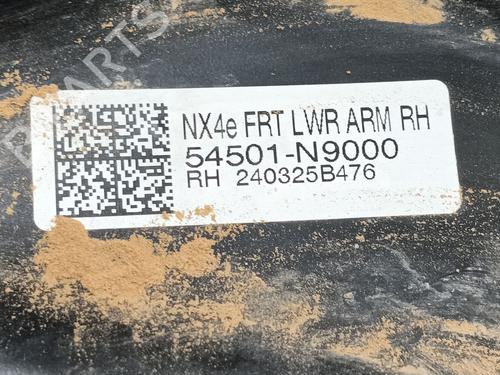 NX4e FRT LWR ARM RH
54501-N9000
RH 240325B476